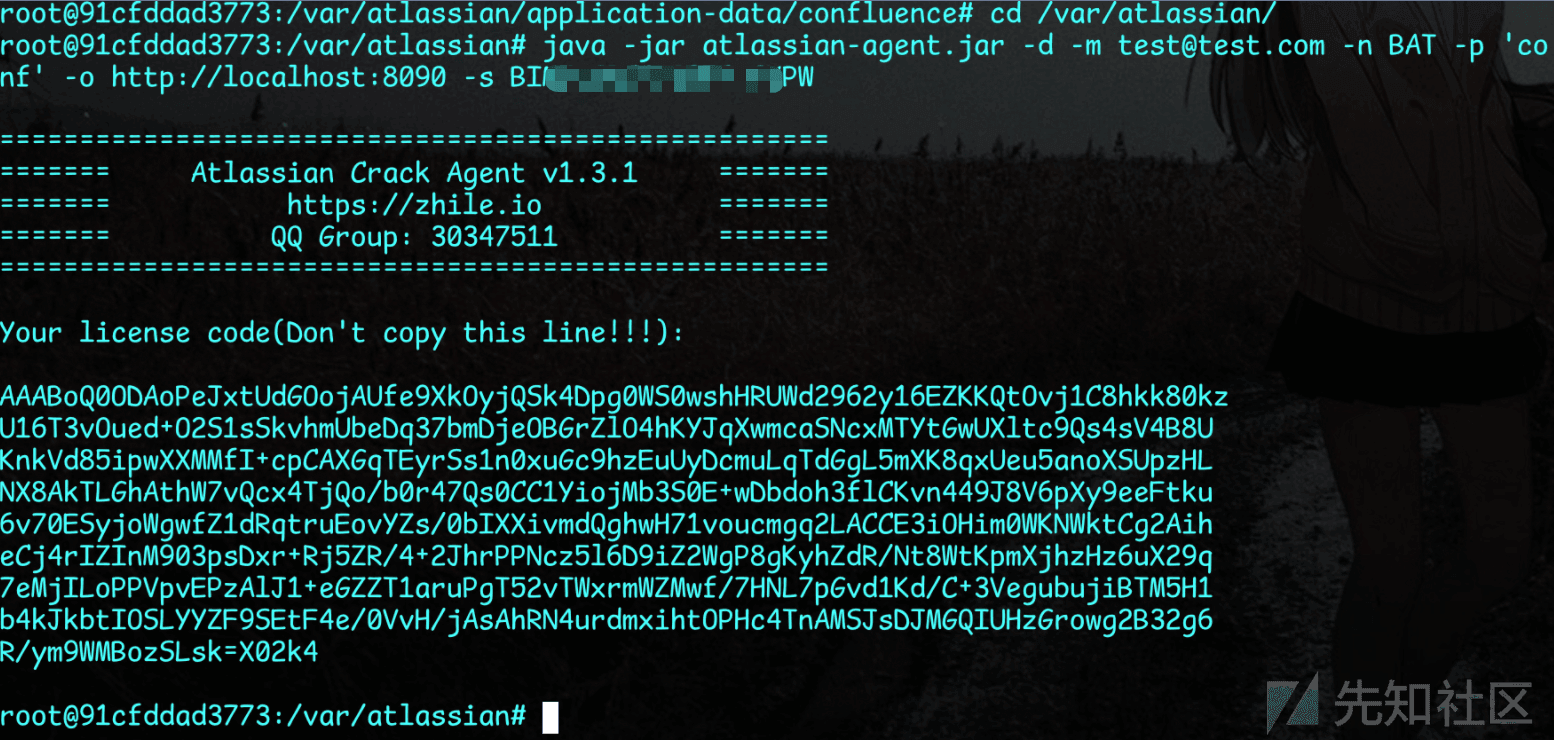 root@91cfddad3773:/var/atlassian/application-data/confluence# cd /var/atlassian/
root@91cfddad3773:/var/atlassian# java -jar atlassian-agent.jar -d -m test@test.com -n BAT -p 'co
nf' -o http://localhost:8090 -s BI PW
====================================================
======= Atlassian Crack Agent v1.3.1 =======
======= https://zhile.io =======
======= QQ Group: 30347511 =======
====================================================
Your license code(Don't copy this line!!!):
AAABoQ0ODAoPeJxtUdGOojAUfe9XkOyjQSk4Dpg0WS0wshHRUWd2962y16EZKKQtOvj1C8hkk80kz
U16T3vOued+O2S1sSkvhmUbeDq37bmDjeOBGrZlO4hKYJqXwmcaSNcxMTYtGwUXltc9Qs4sV4B8U
KnkVd85ipwXXMMfI+cpCAXGqTEyrSs1n0xuGc9hzEuUyDcmuLqTdGgL5mXK8qxUeu5anoXSUpzHL
NX8AkTLGhAthW7vQcx4TjQo/b0r47Qs0CC1YiojMb3S0E+wDbdoh3flCKvn449J8V6pXy9eeFtku
6v70ESyjoWgwfZ1dRqtruEovYZs/0bIXXivmdQghwH71voucmgq2LACCE3iOHim0WKNWktCg2Aih
eCj4rIZInM903psDxr+Rj5ZR/4+2JhrPPNcz5l6D9iZ2WgP8gKyhZdR/Nt8WtKpmXjhzHz6uX29q
7eMjILoPPVpvEPzAlJ1+eGZZT1aruPgT52vTWxrmWZMwf/7HNL7pGvd1Kd/C+3VegubujiBTM5H1
b4kJkbtIOSLYYZF9SEtF4e/0VvH/jAsAhRN4urdmxihtOPHc4TnAMSJsDJMGQIUHzGrowg2B32g6
R/ym9WMBozSLsk=X02k4
root@91cfddad3773:/var/atlassian#
先知社区